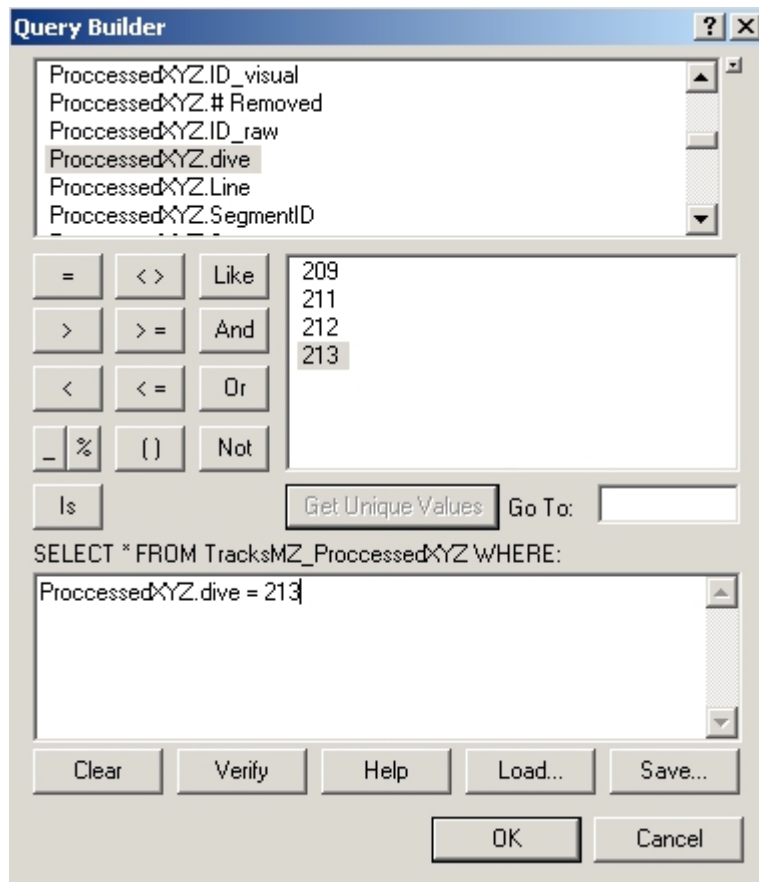 Query Builder ? X
ProccessedXYZ.ID_visual
ProccessedXYZ.# Removed
ProccessedXYZ.ID_raw
ProccessedXYZ.dive
ProccessedXYZ.Line
ProccessedXYZ.SegmentID
= < > Like
> > = And
< < = Or
_ % ( ) Not
Is
209
211
212
213
Get Unique Values Go To:
SELECT * FROM TracksMZ_ProccessedXYZ WHERE:
ProccessedXYZ.dive = 213
Clear Verify Help Load... Save...
OK Cancel